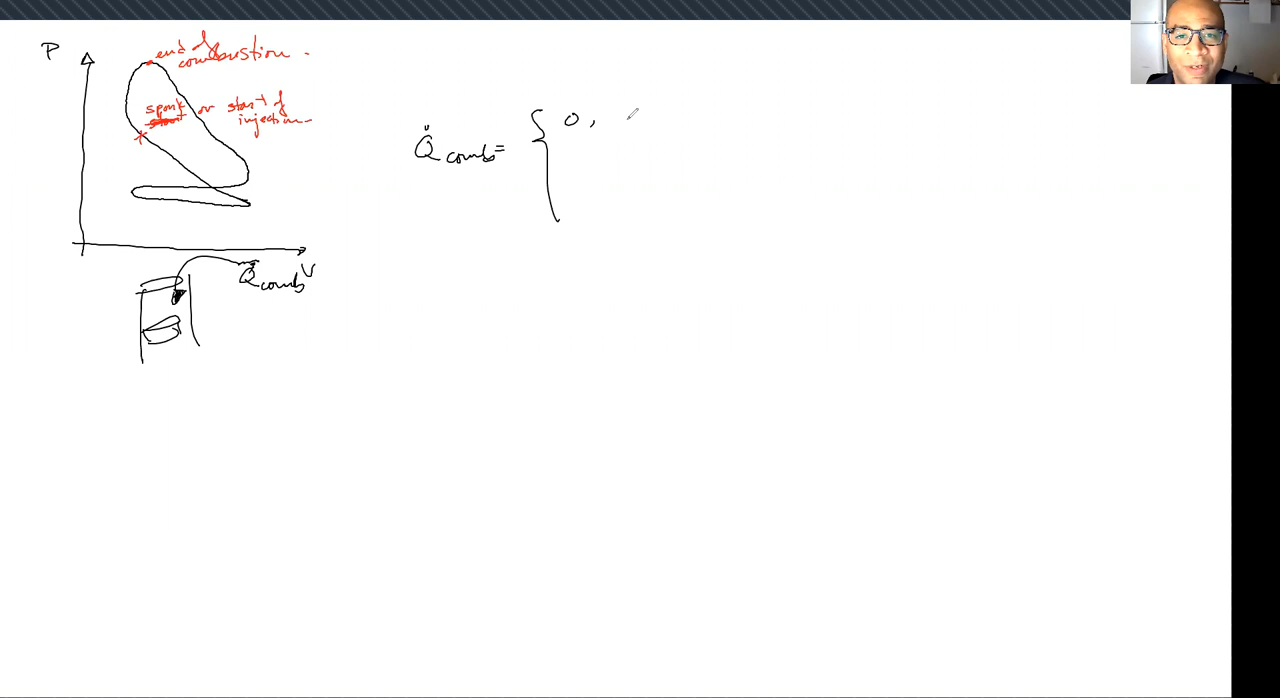 P
end of
combustion .
spark or start of
injection.
Q̇comb = { 0 ,
V
Q̇comb